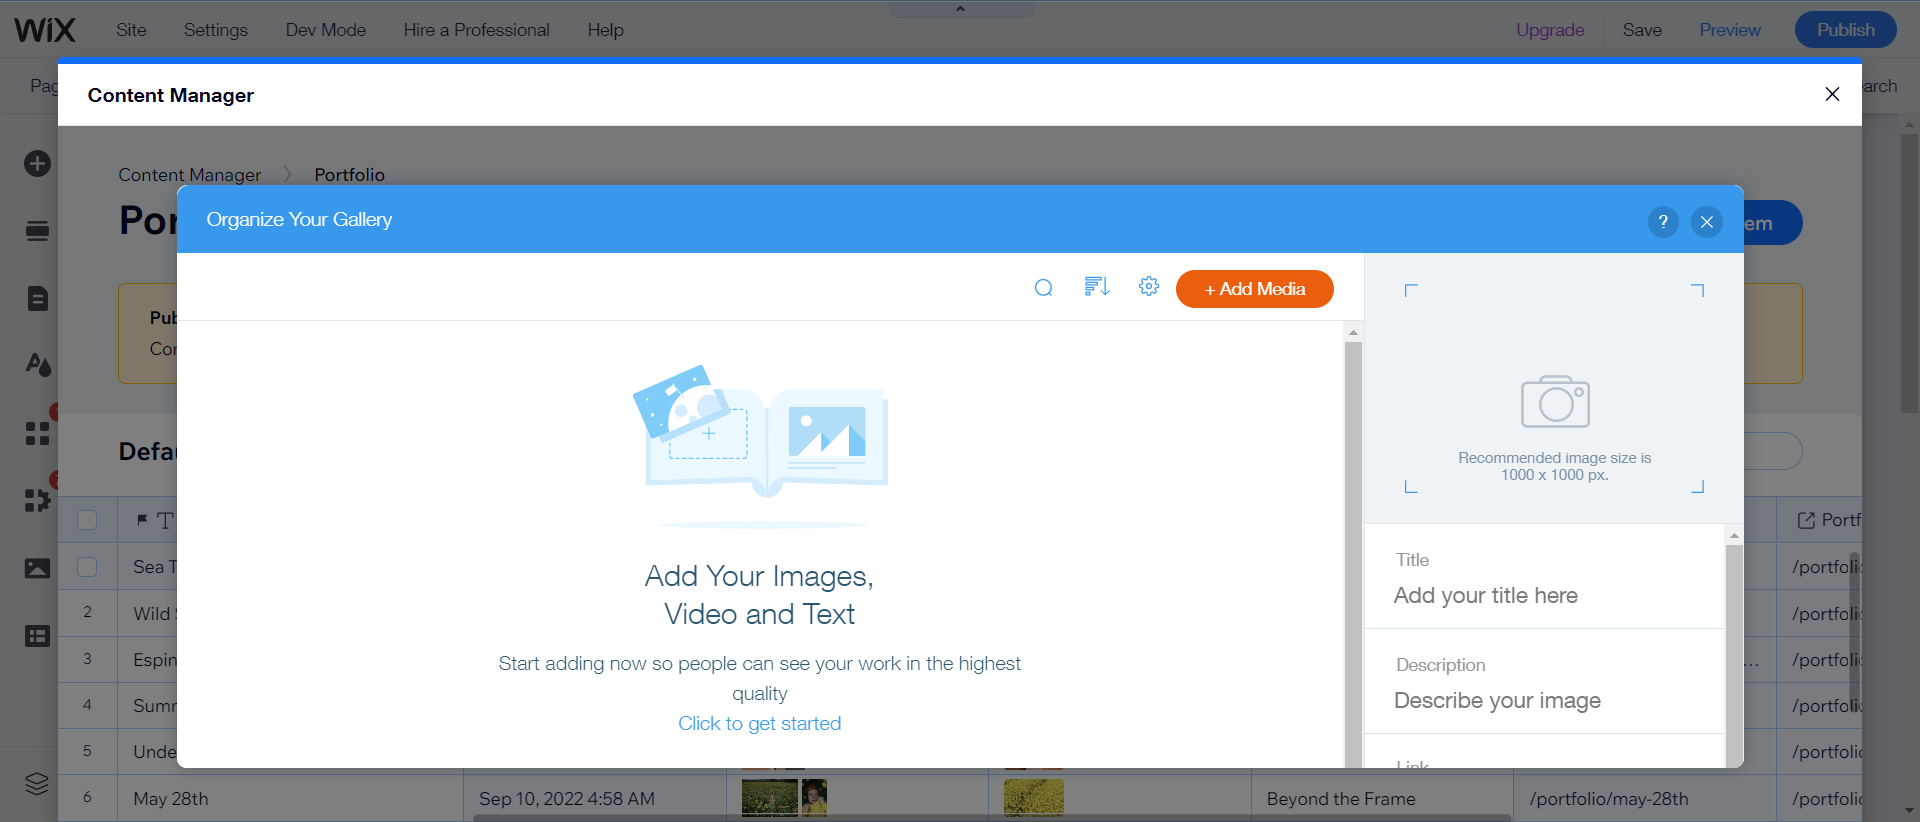 WiX Site Settings Dev Mode Hire a Professional Help Upgrade Save Preview Publish
Pag
arch
Content Manager
Content Manager Portfolio
Por
em
Organize Your Gallery ?
+ Add Media
Pub
Con
Recommended image size is
1000 x 1000 px.
Defau
Add Your Images,
Video and Text
Start adding now so people can see your work in the highest
quality
Click to get started
Title
Add your title here
Description
Describe your image
Link
T
Portf
Sea T
/portfoli
2 Wild S
/portfoli
3 Espin
... /portfoli
4 Summ
/portfoli
5 Unde
/portfolio
6 May 28th Sep 10, 2022 4:58 AM Beyond the Frame /portfolio/may-28th /portfolio